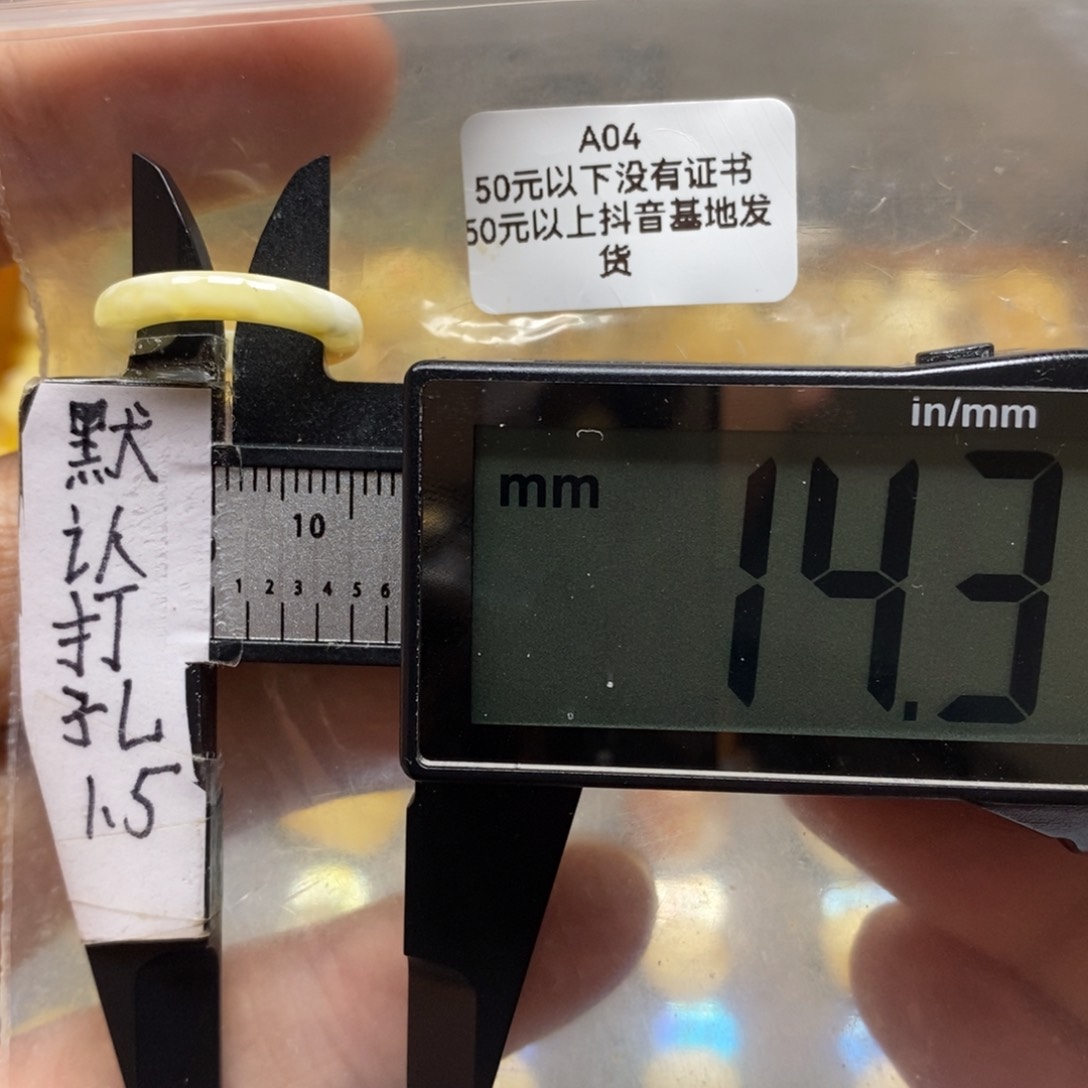 A04
50元以下没有证书
50元以上抖音基地发
货
in/mm
mm
14.3
10
1 2 3 4 5 6
默
认
打
孔
1.5